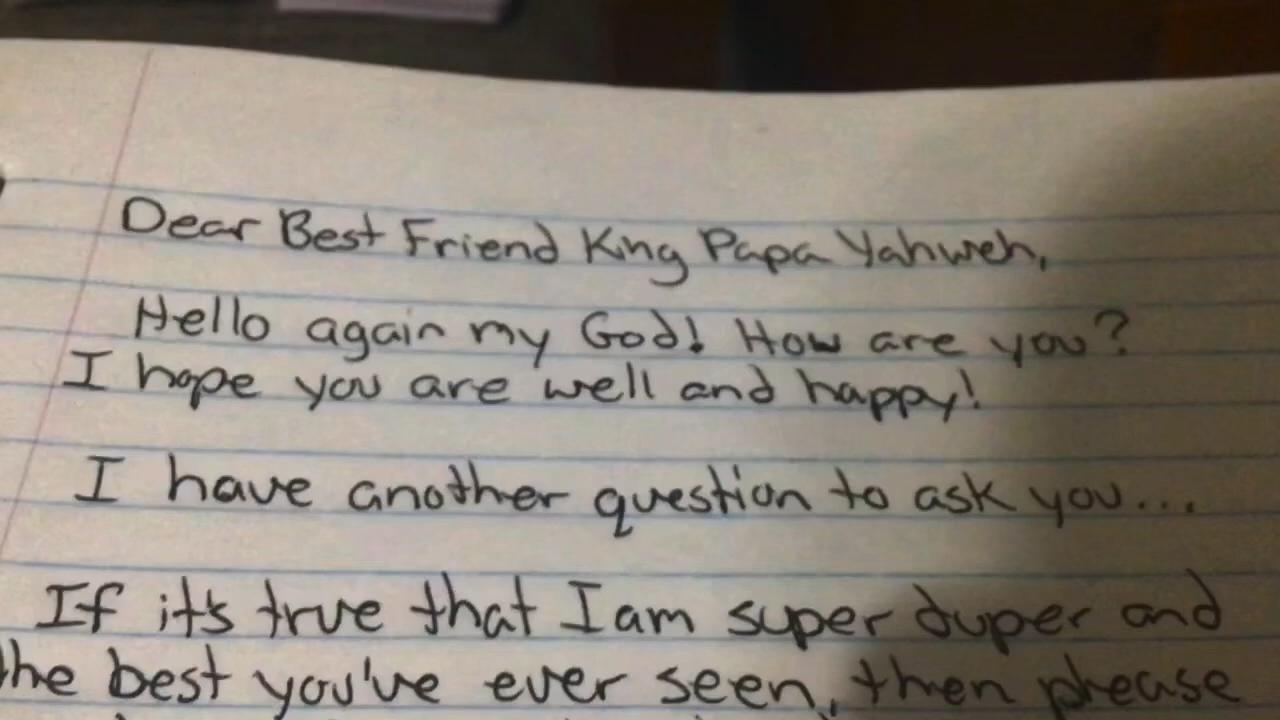 Dear Best Friend King Papa Yahweh,
Hello again my God! How are you?
I hope you are well and happy!
I have another question to ask you...
If it's true that I am super duper and
the best you've ever seen, then phease